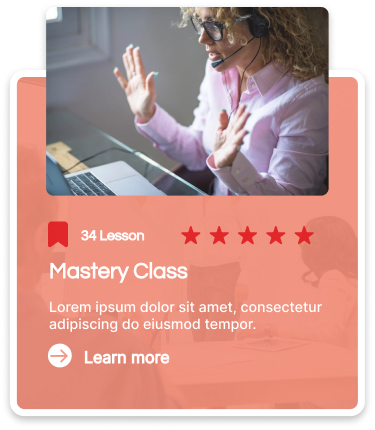 34 Lesson
Mastery Class
Lorem ipsum dolor sit amet, consectetur
adipiscing do eiusmod tempor.
Learn more